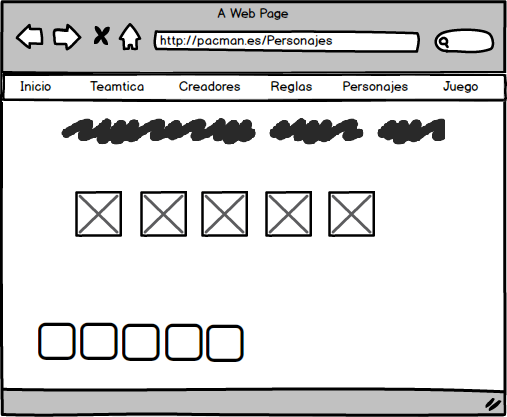 A Web Page
http://pacman.es/Personajes
Inicio Teamtica Creadores Reglas Personajes Juego